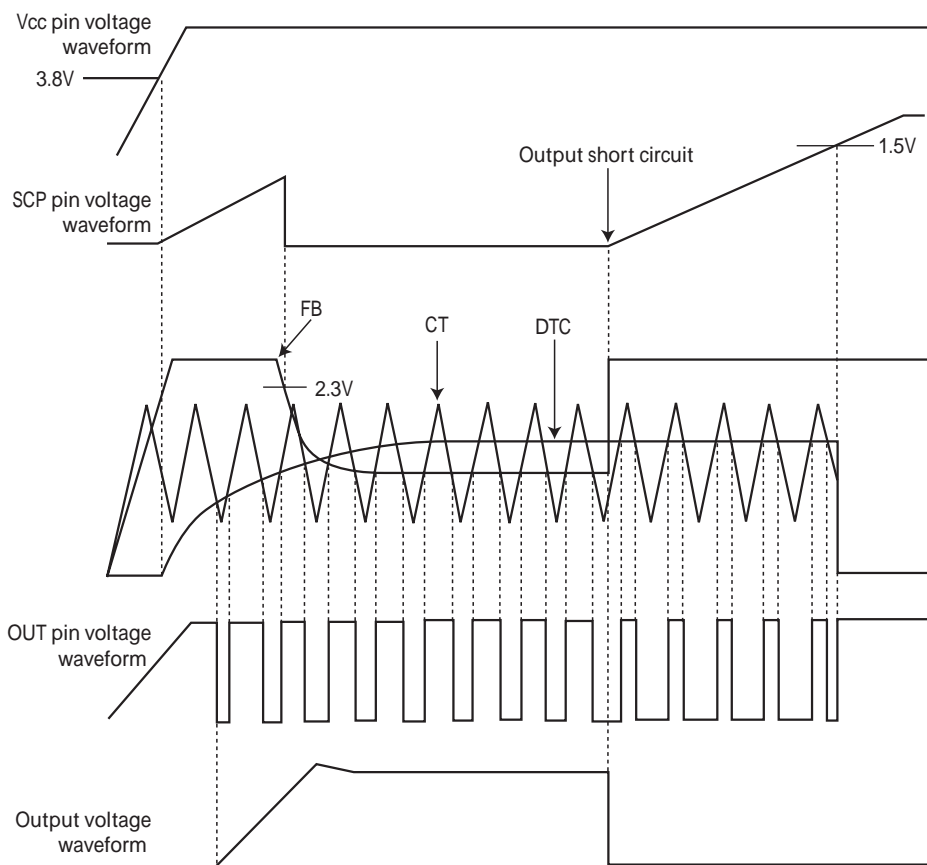 Vcc pin voltage
waveform
3.8V
Output short circuit
1.5V
SCP pin voltage
waveform
FB
CT
DTC
2.3V
OUT pin voltage
waveform
Output voltage
waveform